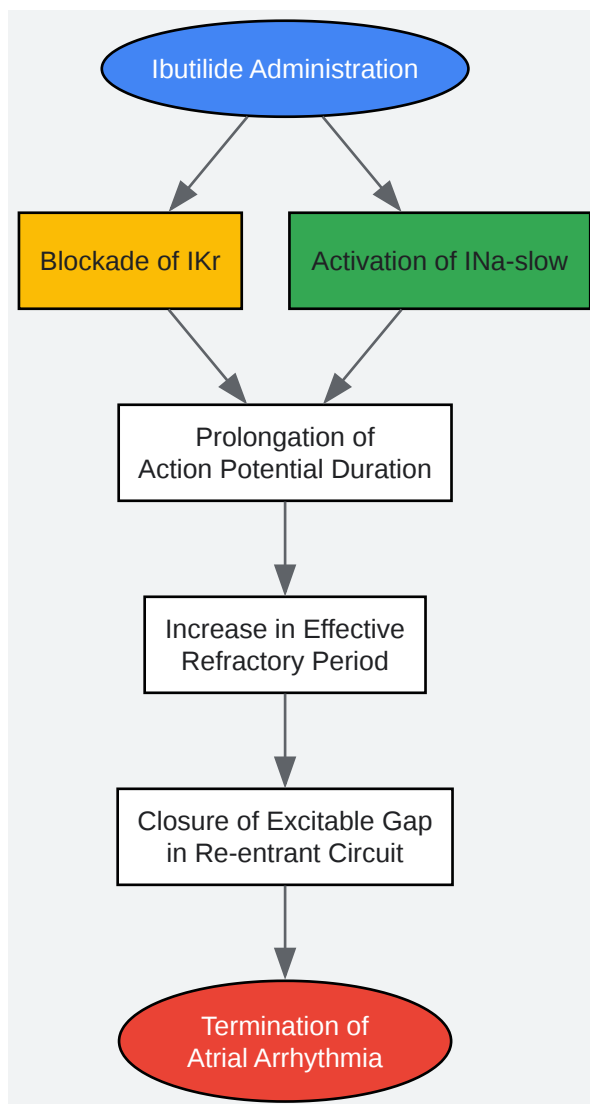 Ibutilide Administration
Blockade of IKr
Activation of INa-slow
Prolongation of
Action Potential Duration
Increase in Effective
Refractory Period
Closure of Excitable Gap
in Re-entrant Circuit
Termination of
Atrial Arrhythmia